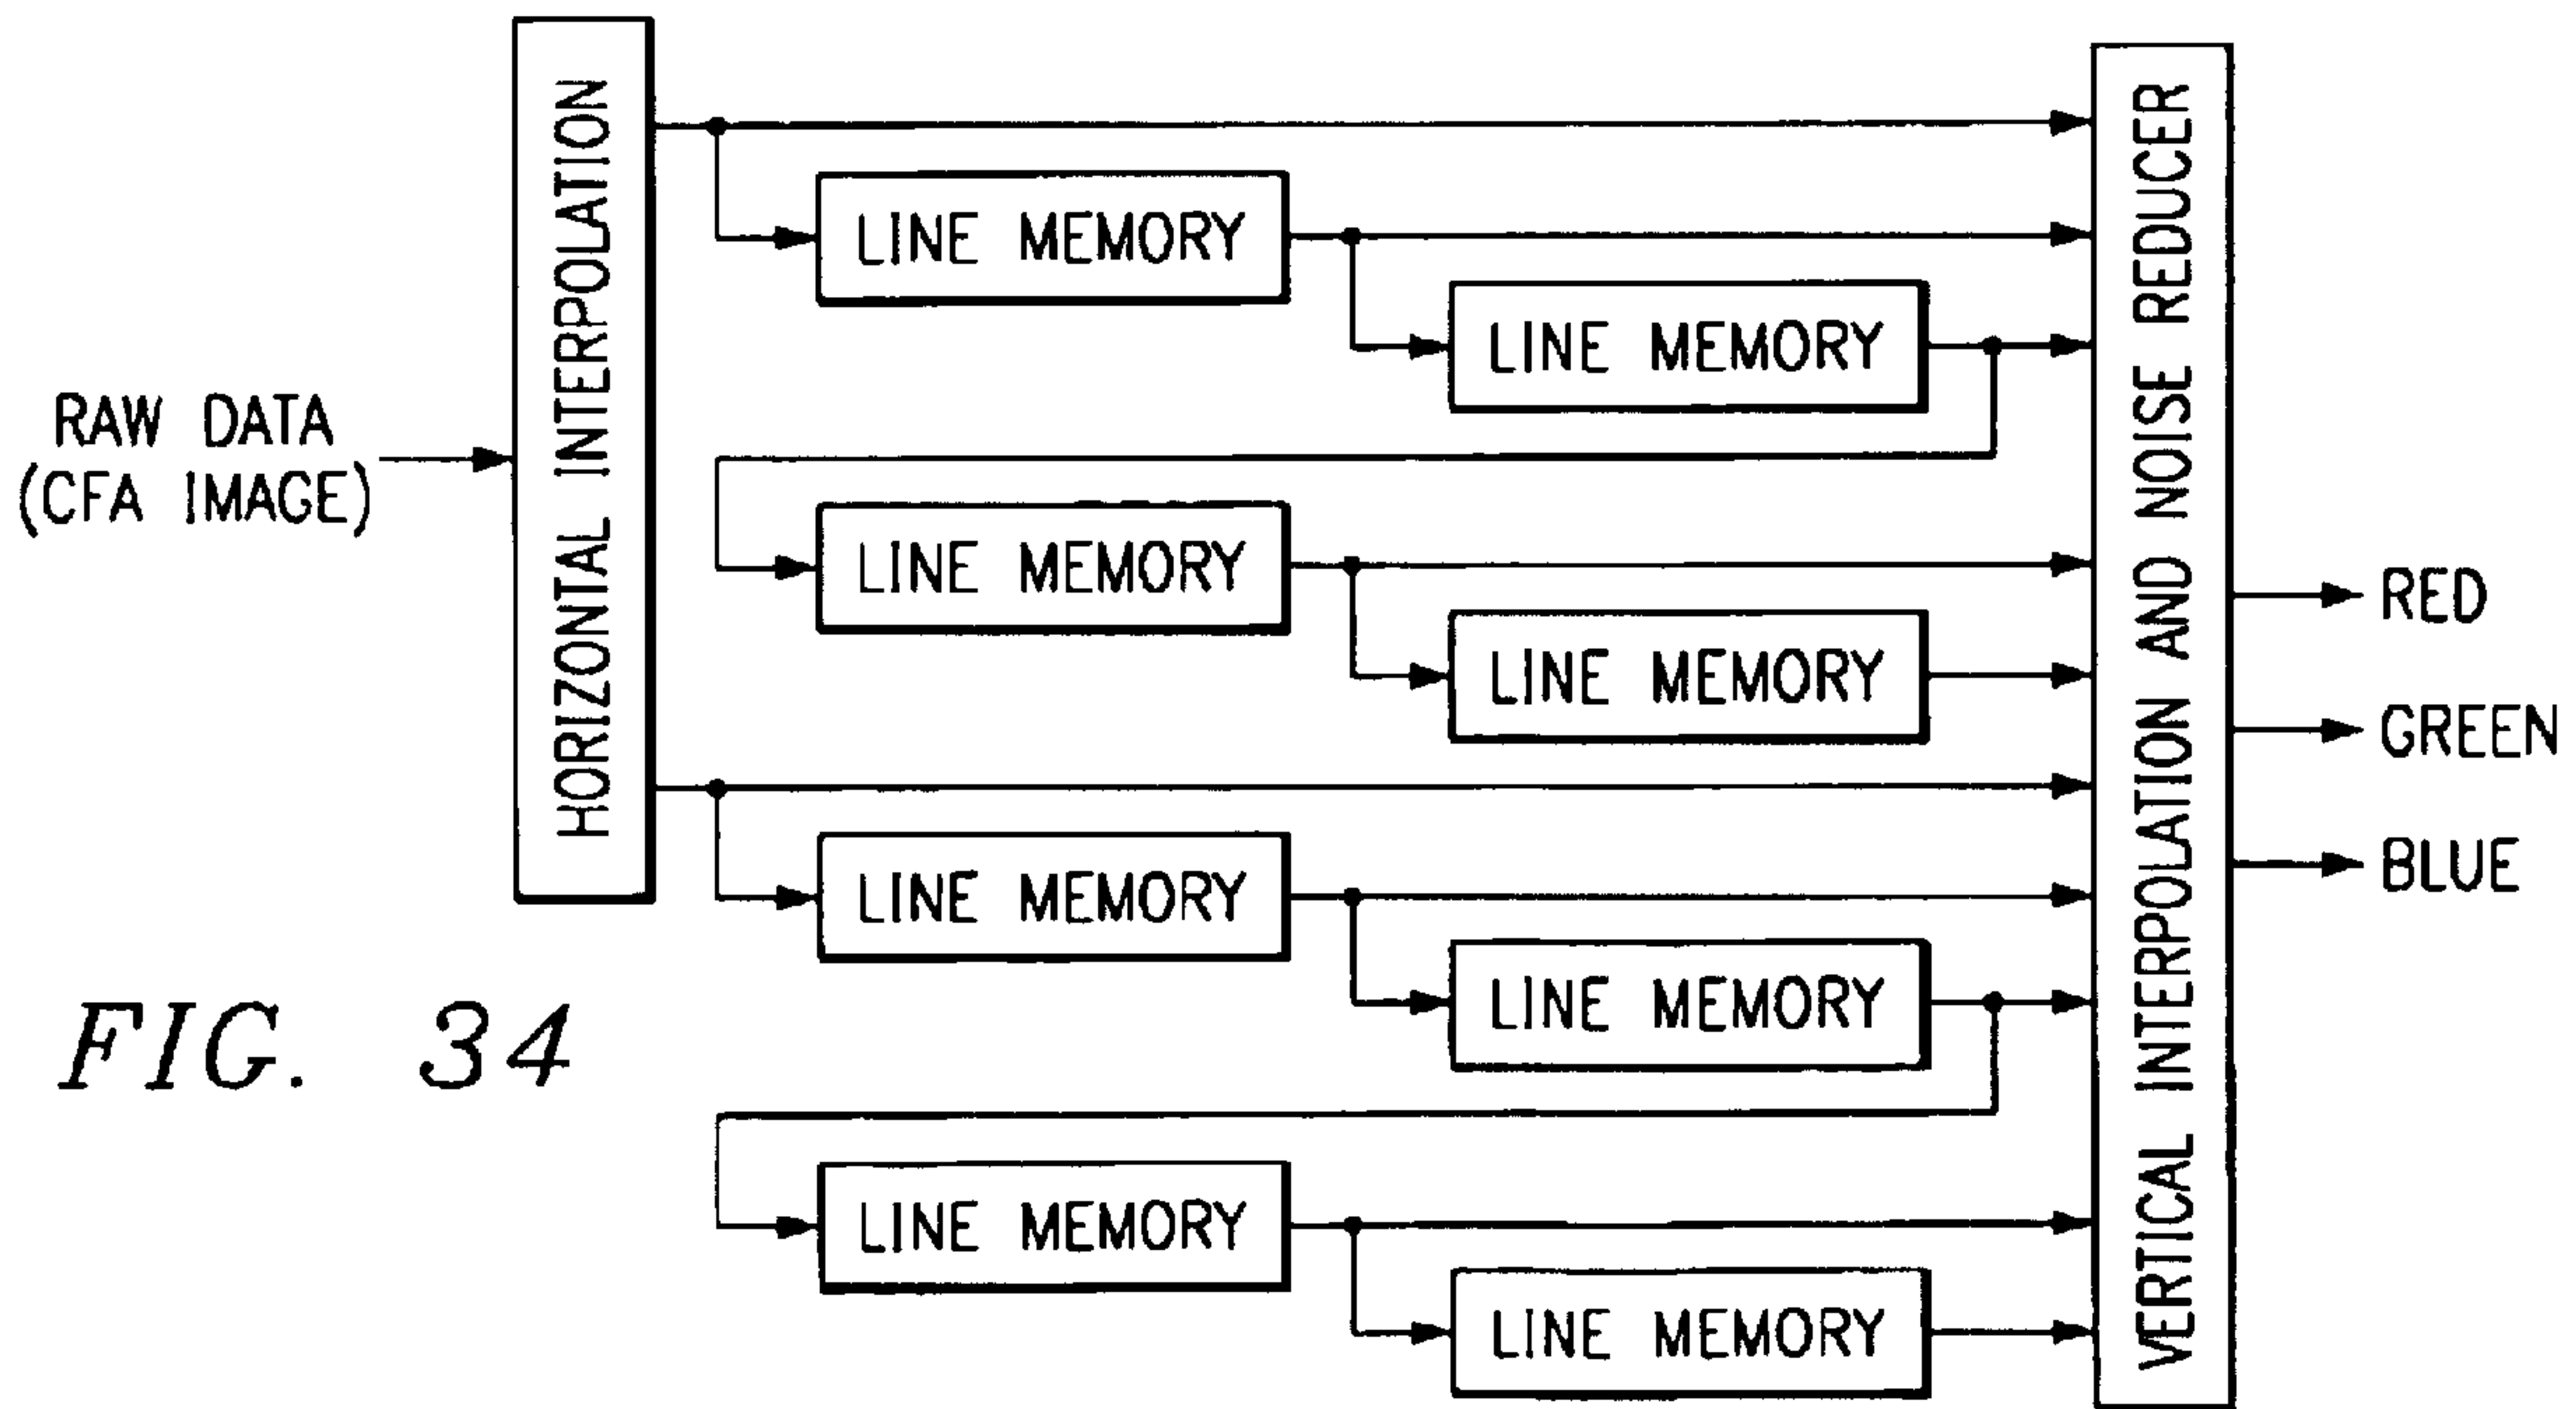 RAW DATA
(CFA IMAGE)
HORIZONTAL INTERPOLATION
LINE MEMORY
LINE MEMORY
LINE MEMORY
LINE MEMORY
LINE MEMORY
LINE MEMORY
LINE MEMORY
LINE MEMORY
VERTICAL INTERPOLATION AND NOISE REDUCER
RED
GREEN
BLUE
FIG. 34